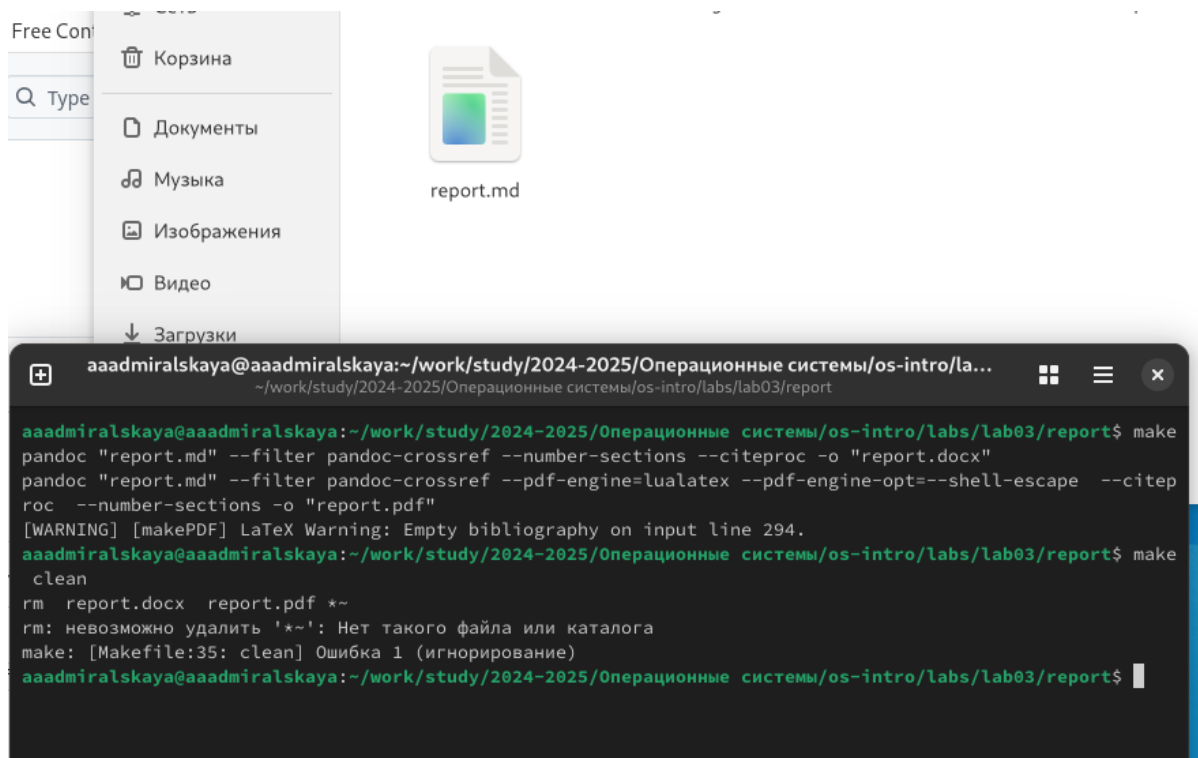 Free Con
Корзина
Type
Документы
Музыка
report.md
Изображения
Видео
Загрузки
aaadmiralskaya@aaadmiralskaya:~/work/study/2024-2025/Операционные системы/os-intro/la...
~/work/study/2024-2025/Операционные системы/os-intro/labs/lab03/report
aaadmiralskaya@aaadmiralskaya:~/work/study/2024-2025/Операционные системы/os-intro/labs/lab03/report$ make
pandoc "report.md" --filter pandoc-crossref --number-sections --citeproc -o "report.docx"
pandoc "report.md" --filter pandoc-crossref --pdf-engine=lualatex --pdf-engine-opt=--shell-escape  --citep
roc  --number-sections -o "report.pdf"
[WARNING] [makePDF] LaTeX Warning: Empty bibliography on input line 294.
aaadmiralskaya@aaadmiralskaya:~/work/study/2024-2025/Операционные системы/os-intro/labs/lab03/report$ make
 clean
rm  report.docx  report.pdf *~
rm: невозможно удалить '*~': Нет такого файла или каталога
make: [Makefile:35: clean] Ошибка 1 (игнорирование)
aaadmiralskaya@aaadmiralskaya:~/work/study/2024-2025/Операционные системы/os-intro/labs/lab03/report$